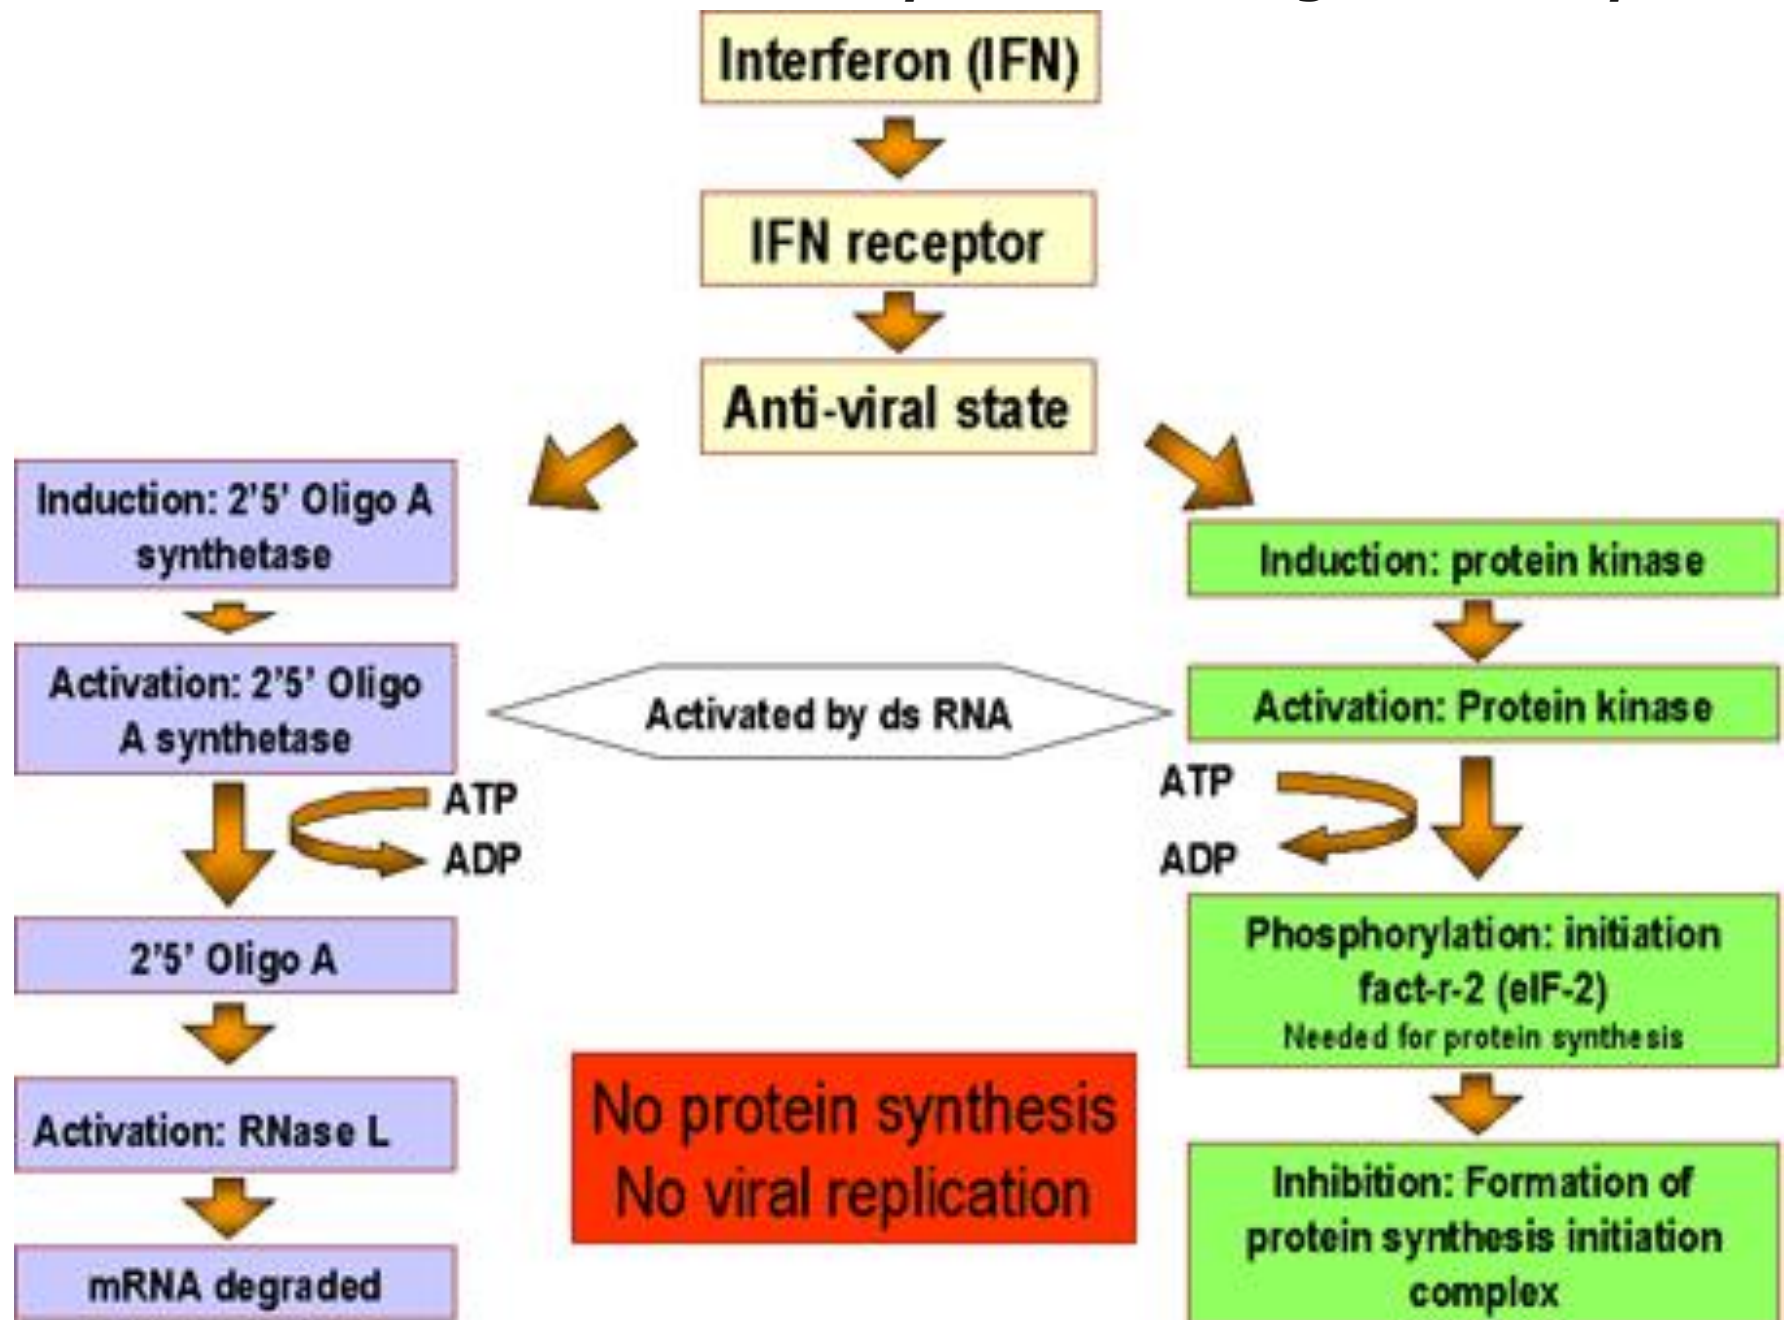 Interferon (IFN)
IFN receptor
Anti-viral state
Induction: 2'5' Oligo A
synthetase
Activation: 2'5' Oligo
A synthetase
ATP
ADP
2'5' Oligo A
Activation: RNase L
mRNA degraded
Activated by ds RNA
No protein synthesis
No viral replication
Induction: protein kinase
Activation: Protein kinase
ATP
ADP
Phosphorylation: initiation
fact-r-2 (eIF-2)
Needed for protein synthesis
Inhibition: Formation of
protein synthesis initiation
complex